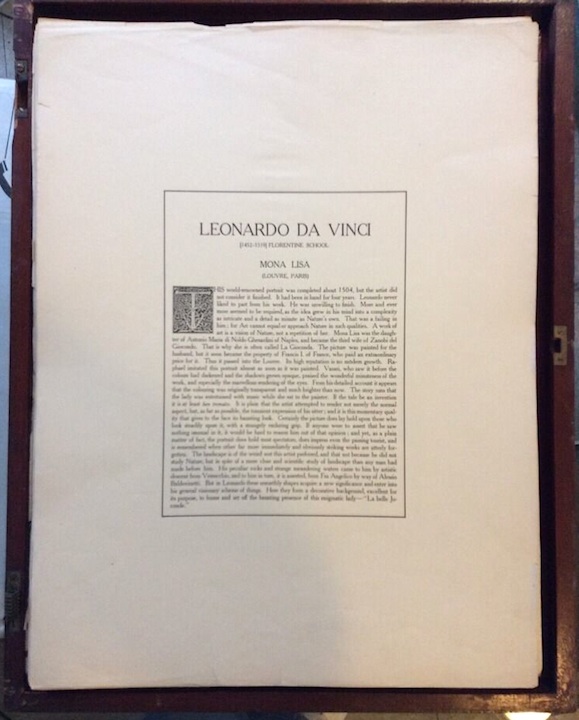 LEONARDO DA VINCI
[1452-1519] FLORENTINE SCHOOL
MONA LISA
(LOUVRE, PARIS)
THIS world-renowned portrait was completed about 1504, but the artist did
not consider it finished. It had been in hand for four years. Leonardo never
liked to part from his work. He was unwilling to finish. More and ever
more seemed to be required, as the idea grew in his mind into a complexity
as intricate and a detail as minute as Nature's own. That was a failing in
him; for Art cannot equal or approach Nature in such qualities. A work of
art is a vision of Nature, not a repetition of her. Mona Lisa was the daugh-
ter of Antonio Maria di Noldo Gherardini of Naples, and became the third wife of Zanobi del
Giocondo. That is why she is often called La Gioconda. The picture was painted for the
husband, but it soon became the property of Francis I. of France, who paid an extraordinary
price for it. Thus it passed into the Louvre. Its high reputation is no sudden growth. Ra-
phael imitated this portrait almost as soon as it was painted. Vasari, who saw it before the
colours had darkened and the shadows grown opaque, praised the wonderful minuteness of the
work, and especially the marvellous rendering of the eyes. From his detailed account it appears
that the colouring was originally transparent and much brighter than now. The story runs that
the lady was entertained with music while she sat to the painter. If the tale be an invention
it is at least ben trovato. It is plain that the artist attempted to render not merely the normal
aspect, but, as far as possible, the transient expression of his sitter; and it is this momentary qual-
ity that gives to the face its haunting look. Certainly the picture does lay hold upon those who
look steadily upon it, with a strangely enduring grip. If anyone were to assert that he saw
nothing unusual in it, it would be hard to reason him out of that opinion; and yet, as a plain
matter of fact, the portrait does hold most spectators, does impress even the passing tourist, and
is remembered when other far more immediately and obviously striking works are utterly for-
gotten. The landscape is of the weird sort this artist preferred, and that not because he did not
study Nature, but in spite of a more close and scientific study of landscape than any man had
made before him. His peculiar rocks and strange meandering waters came to him by artistic
descent from Verrocchio, and to him in turn, it is asserted, from Fra Angelico by way of Alessio
Baldovinetti. But in Leonardo these unearthly shapes acquire a new significance and enter into
his general visionary scheme of things. Here they form a decorative background, excellent for
its purpose, to frame and set off the haunting presence of this enigmatic lady—"La belle Jo-
conde."